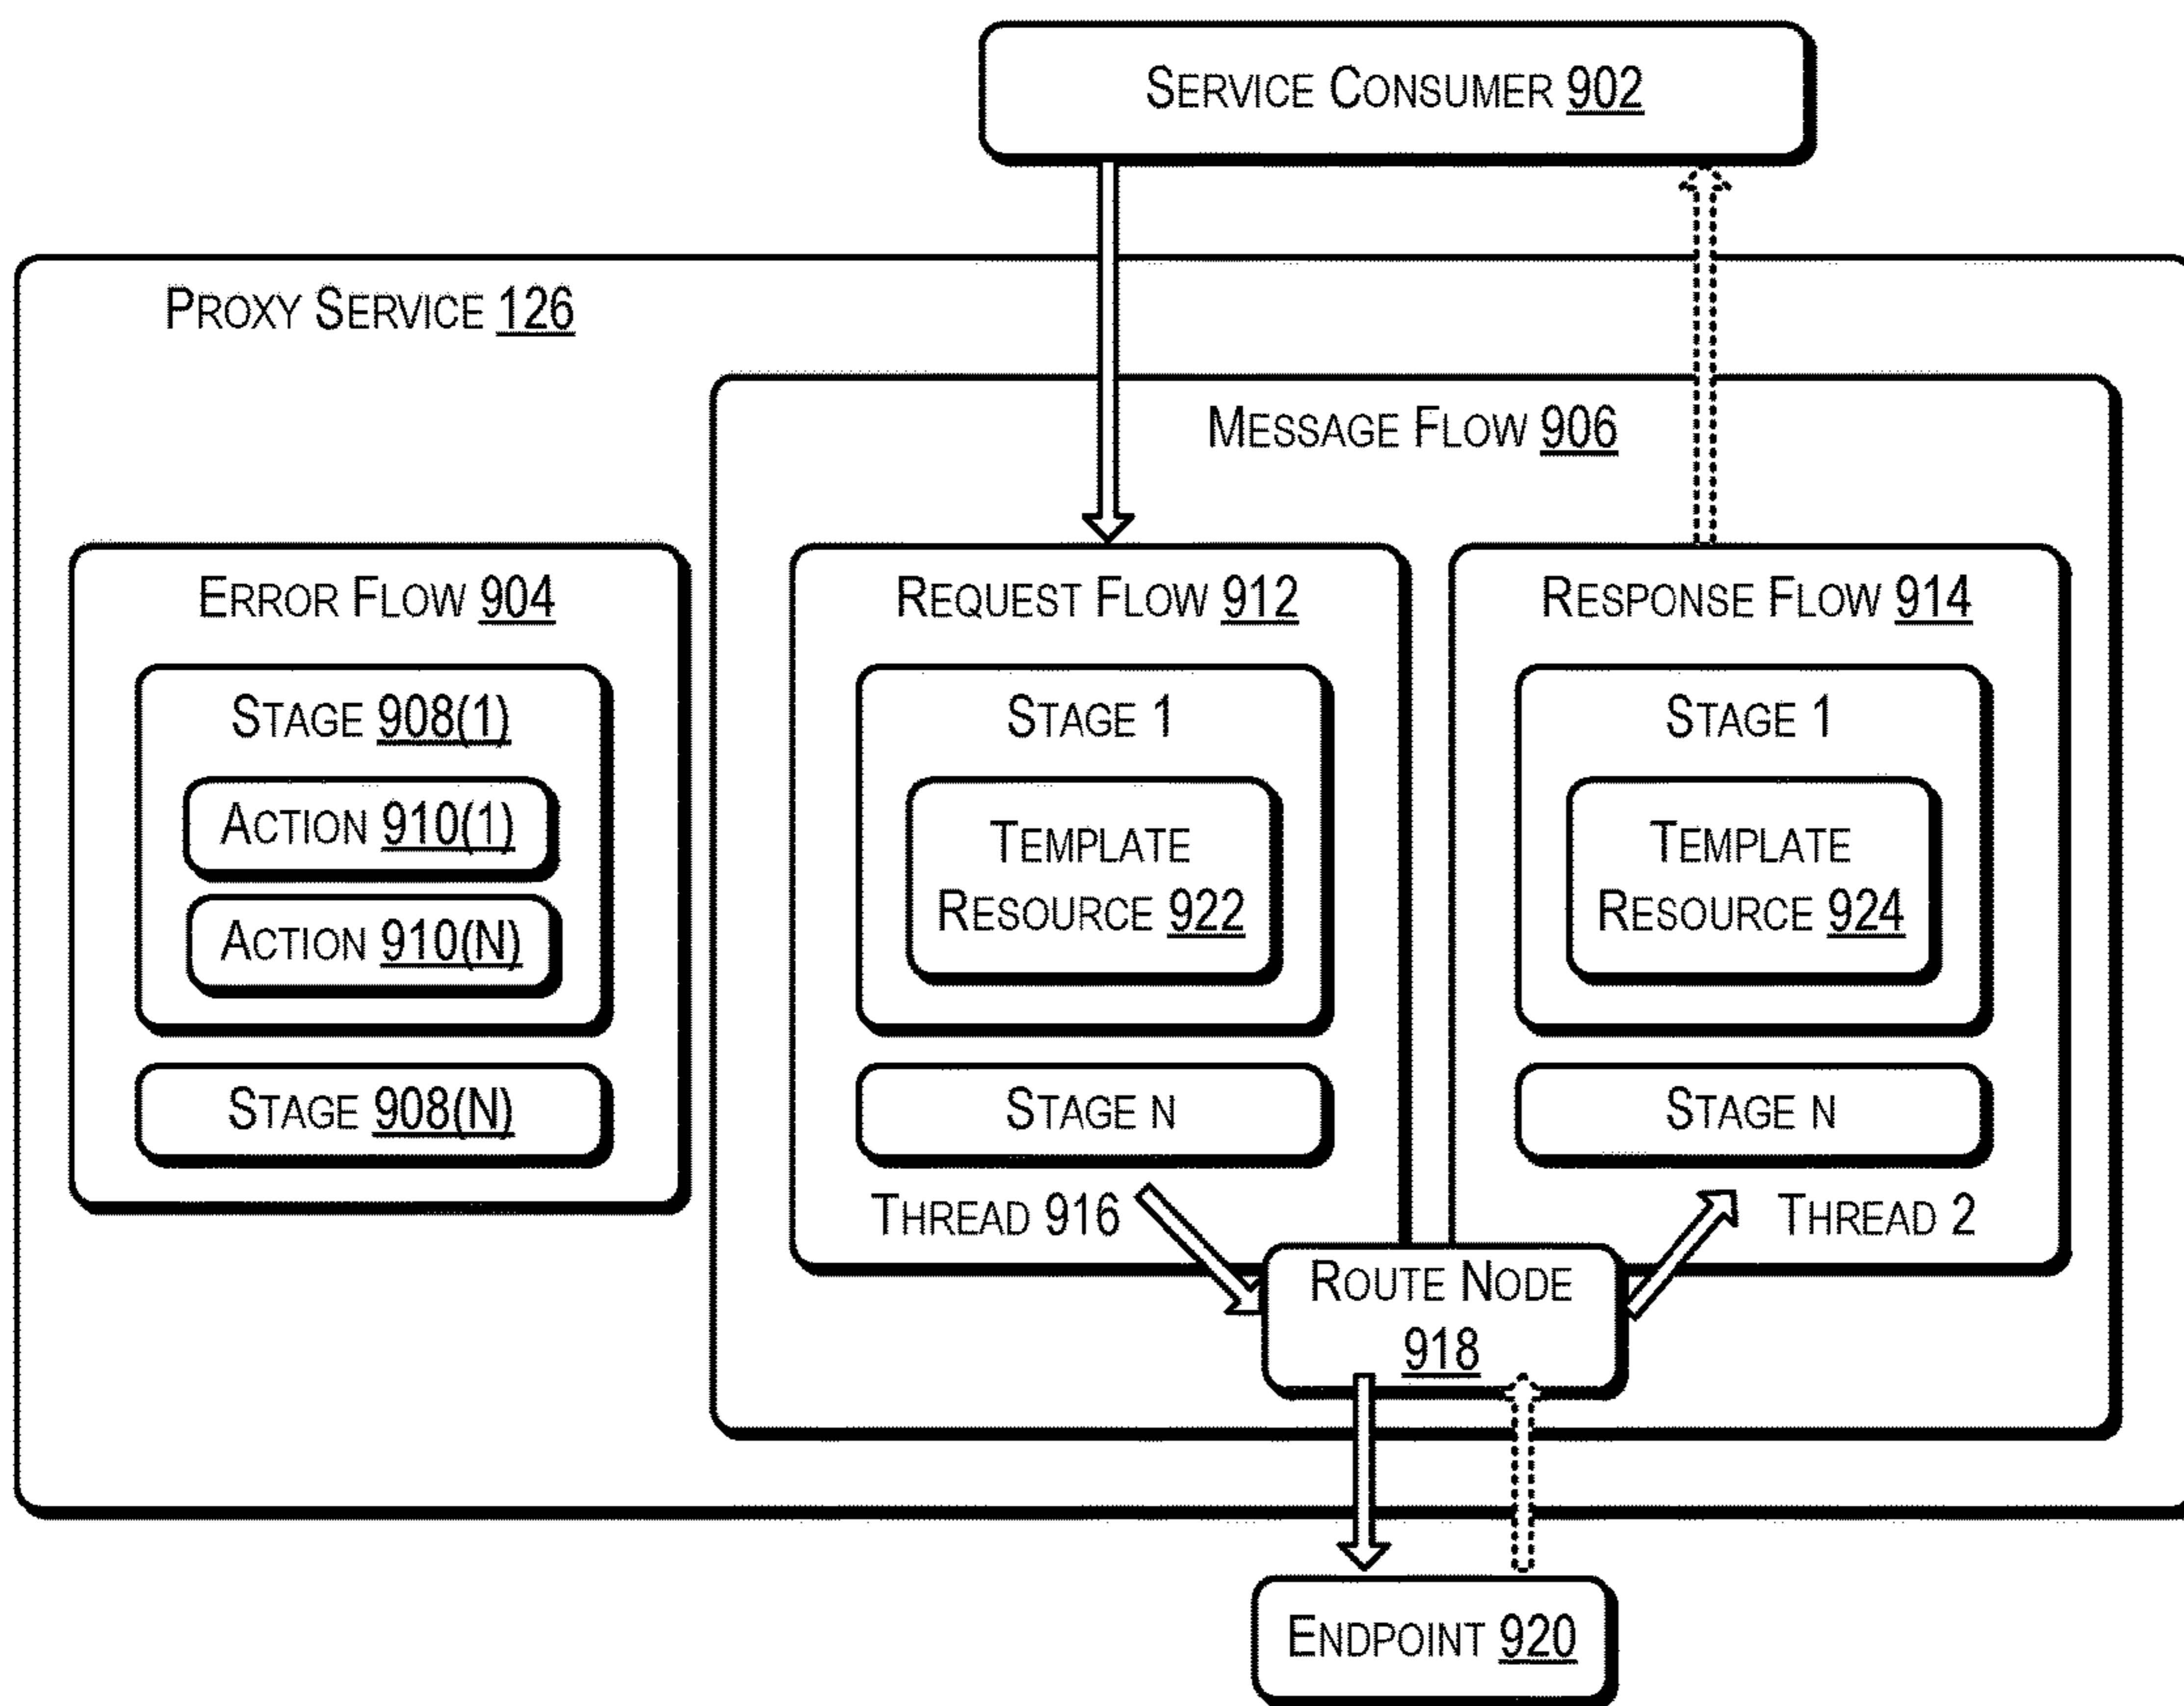 SERVICE CONSUMER 902
PROXY SERVICE 126
MESSAGE FLOW 906
ERROR FLOW 904
STAGE 908(1)
ACTION 910(1)
ACTION 910(N)
STAGE 908(N)
REQUEST FLOW 912
STAGE 1
TEMPLATE
RESOURCE 922
STAGE N
THREAD 916
RESPONSE FLOW 914
STAGE 1
TEMPLATE
RESOURCE 924
STAGE N
THREAD 2
ROUTE NODE
918
ENDPOINT 920